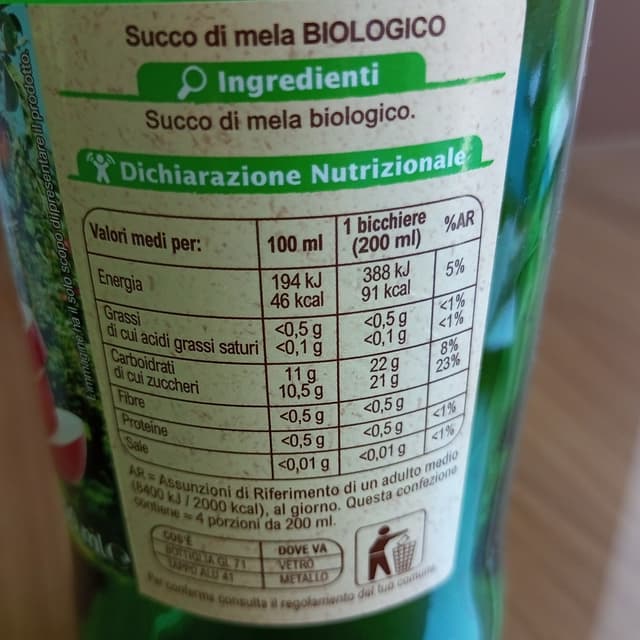 Succo di mela BIOLOGICO
Ingredienti
Succo di mela biologico.
Dichiarazione Nutrizionale
Valori medi per: 100 ml 1 bicchiere (200 ml) %AR
Energia 194 kJ 388 kJ 5%
46 kcal 91 kcal
Grassi <0,5 g <0,5 g <1%
di cui acidi grassi saturi <0,1 g <0,1 g <1%
Carboidrati 11 g 22 g 8%
di cui zuccheri 10,5 g 21 g 23%
Fibre <0,5 g <0,5 g
Proteine <0,5 g <0,5 g <1%
Sale <0,01 g <0,01 g <1%
AR = Assunzioni di Riferimento di un adulto medio
(8400 kJ / 2000 kcal), al giorno. Questa confezione
contiene = 4 porzioni da 200 ml.
COS'È DOVE VA
BOTTIGLIA GL 71 VETRO
TAPPO ALU 41 METALLO
Per conferme consulta il regolamento del tuo comune.
L'immagine ha il solo scopo di presentare il prodotto.
ml e